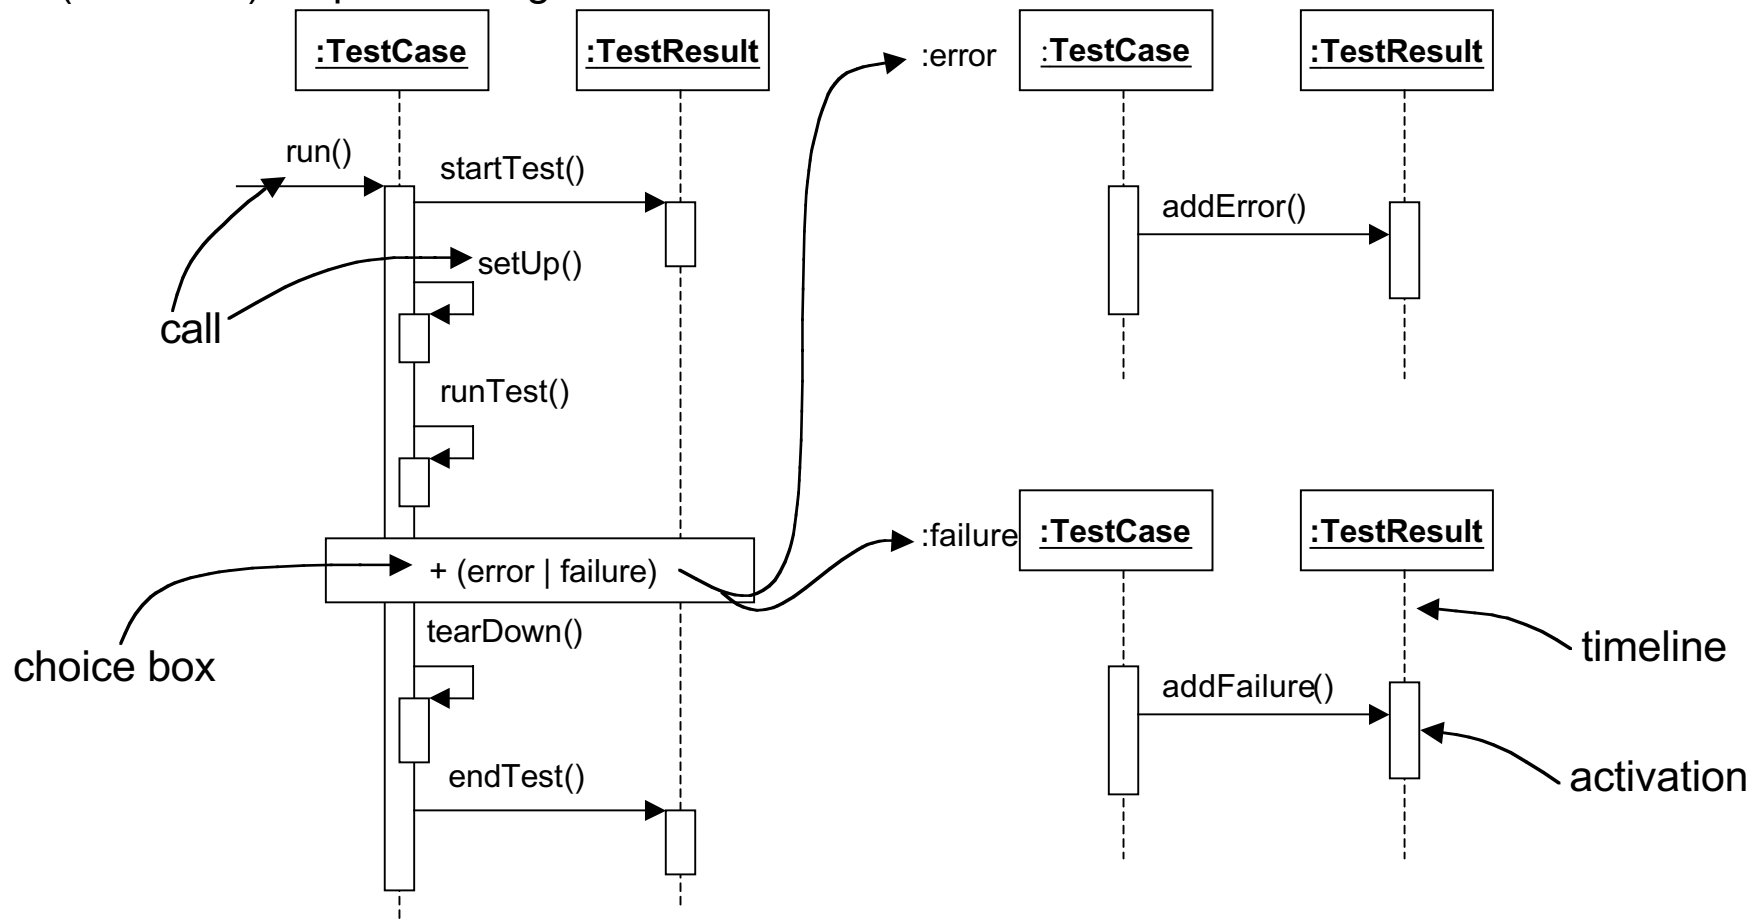 :TestCase
:TestResult
run()
startTest()
setUp()
call
runTest()
+ (error | failure)
choice box
tearDown()
endTest()
:error
:TestCase
:TestResult
addError()
:failure
:TestCase
:TestResult
timeline
addFailure()
activation